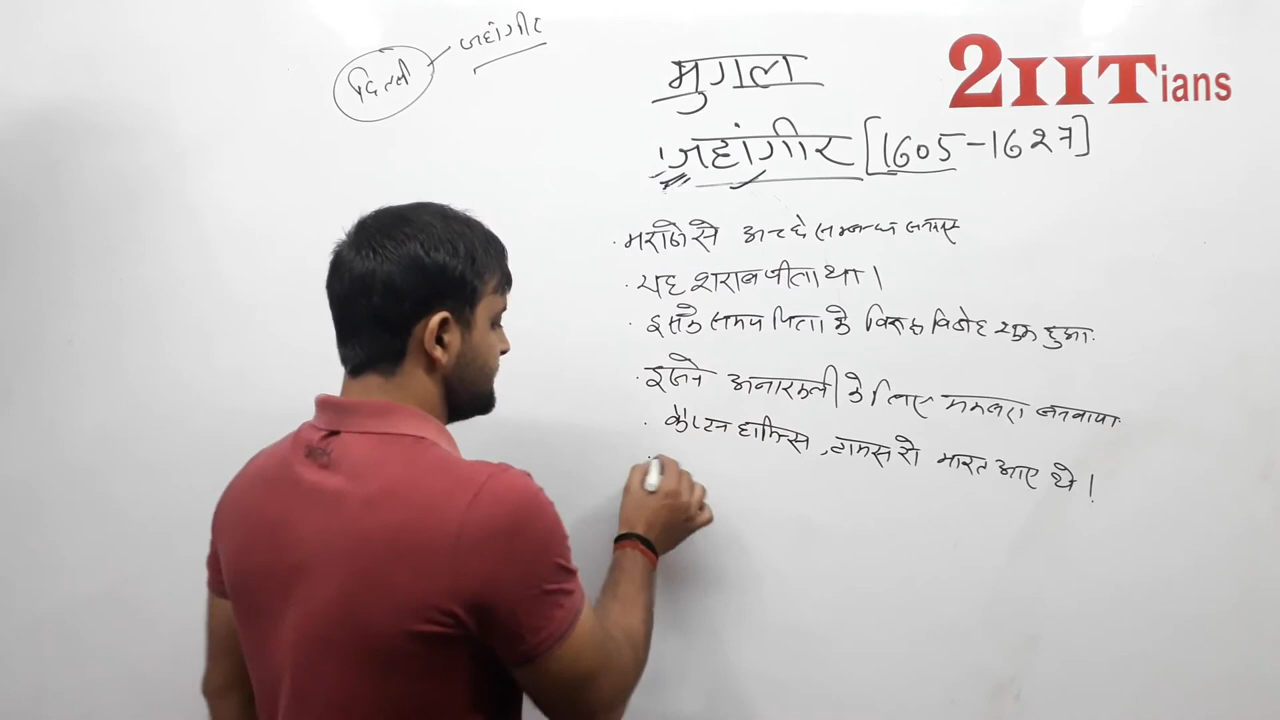 दिल्ली
जहांगीर
2IITians
मुगल
जहांगीर [1605-1627]
. मराठो से अच्छे सम्बन्ध बनाए
. यह शराब पीता था।
. इसके समय पिता के विरुद्ध विद्रोह शुरू हुआ.
. इसने अनारकली के लिए मकबरा बनवाया.
. कैप्टन हाकिन्स, टामस रो भारत आए थे।